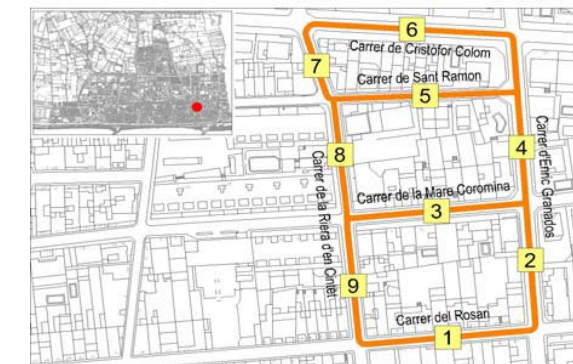 6
Carrer de Cristòfor Colom
7
Carrer de Sant Ramon
5
8
4
Carrer d'Enric Granados
Carrer de la Mare Coromina
3
Carrer de la Riera d'en Cintet
2
9
Carrer del Rosari
1